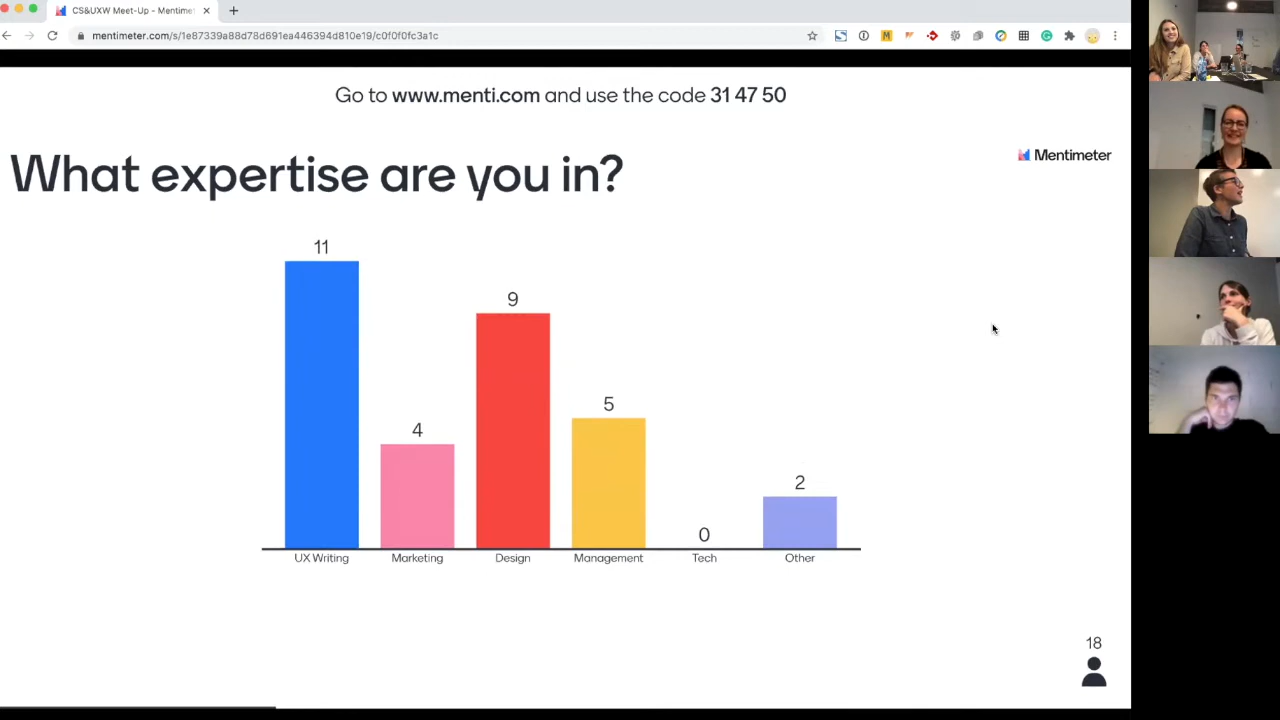 CS&UXW Meet-Up - Mentimet
mentimeter.com/s/1e87339a88d78d691ea446394d810e19/c0f0f0fc3a1c
Go to www.menti.com and use the code 31 47 50
What expertise are you in?
Mentimeter
11
9
5
4
2
0
UX Writing
Marketing
Design
Management
Tech
Other
18